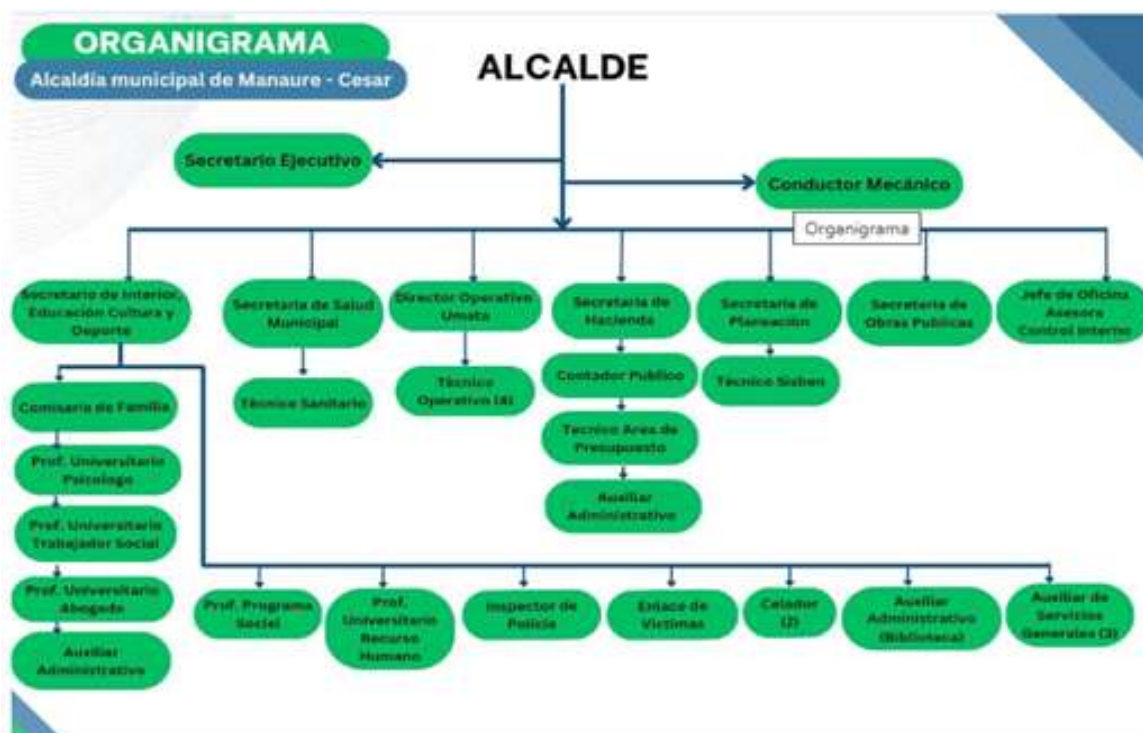 ORGANIGRAMA
Alcaldía municipal de Manaure - Cesar
ALCALDE
Secretario Ejecutivo
Conductor Mecánico
Organigrama
Secretario de Interior,
Educación Cultura y
Deporte
Secretaria de Salud
Municipal
Director Operativo
Umata
Secretaria de
Hacienda
Secretaria de
Planeación
Secretaria de
Obras Publicas
Jefe de Oficina
Asesora
Control Interno
Comisaria de Familia
Técnico Sanitario
Técnico
Operativo (4)
Contador Publico
Técnico Sisben
Tecnico Area de
Presupuesto
Auxiliar
Administrativo
Prof. Universitario
Psicologo
Prof. Universitario
Trabajador Social
Prof. Universitario
Abogado
Auxiliar
Administrativo
Prof. Programa
Social
Prof.
Universitario
Recurso
Humano
Inspector de
Policia
Enlace de
Victimas
Celador
(2)
Auxiliar
Administrativo
(Biblioteca)
Auxiliar de
Servicios
Generales (3)